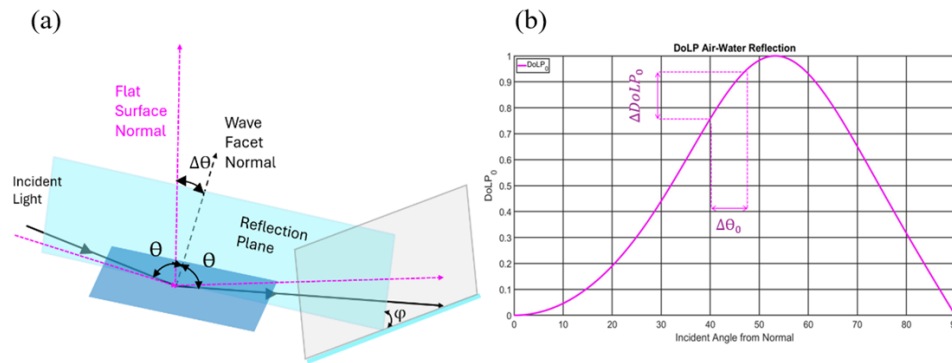 (a)
Flat
Surface
Normal
Wave
Facet
Normal
ΔΘ
Incident
Light
Reflection
Plane
Θ
Θ
φ
(b)
DoLP Air-Water Reflection
DoLP₀
1
0.9
0.8
0.7
0.6
0.5
0.4
0.3
0.2
0.1
0
DoLP₀
ΔDoLP₀
ΔΘ₀
0 10 20 30 40 50 60 70 80 90
Incident Angle from Normal